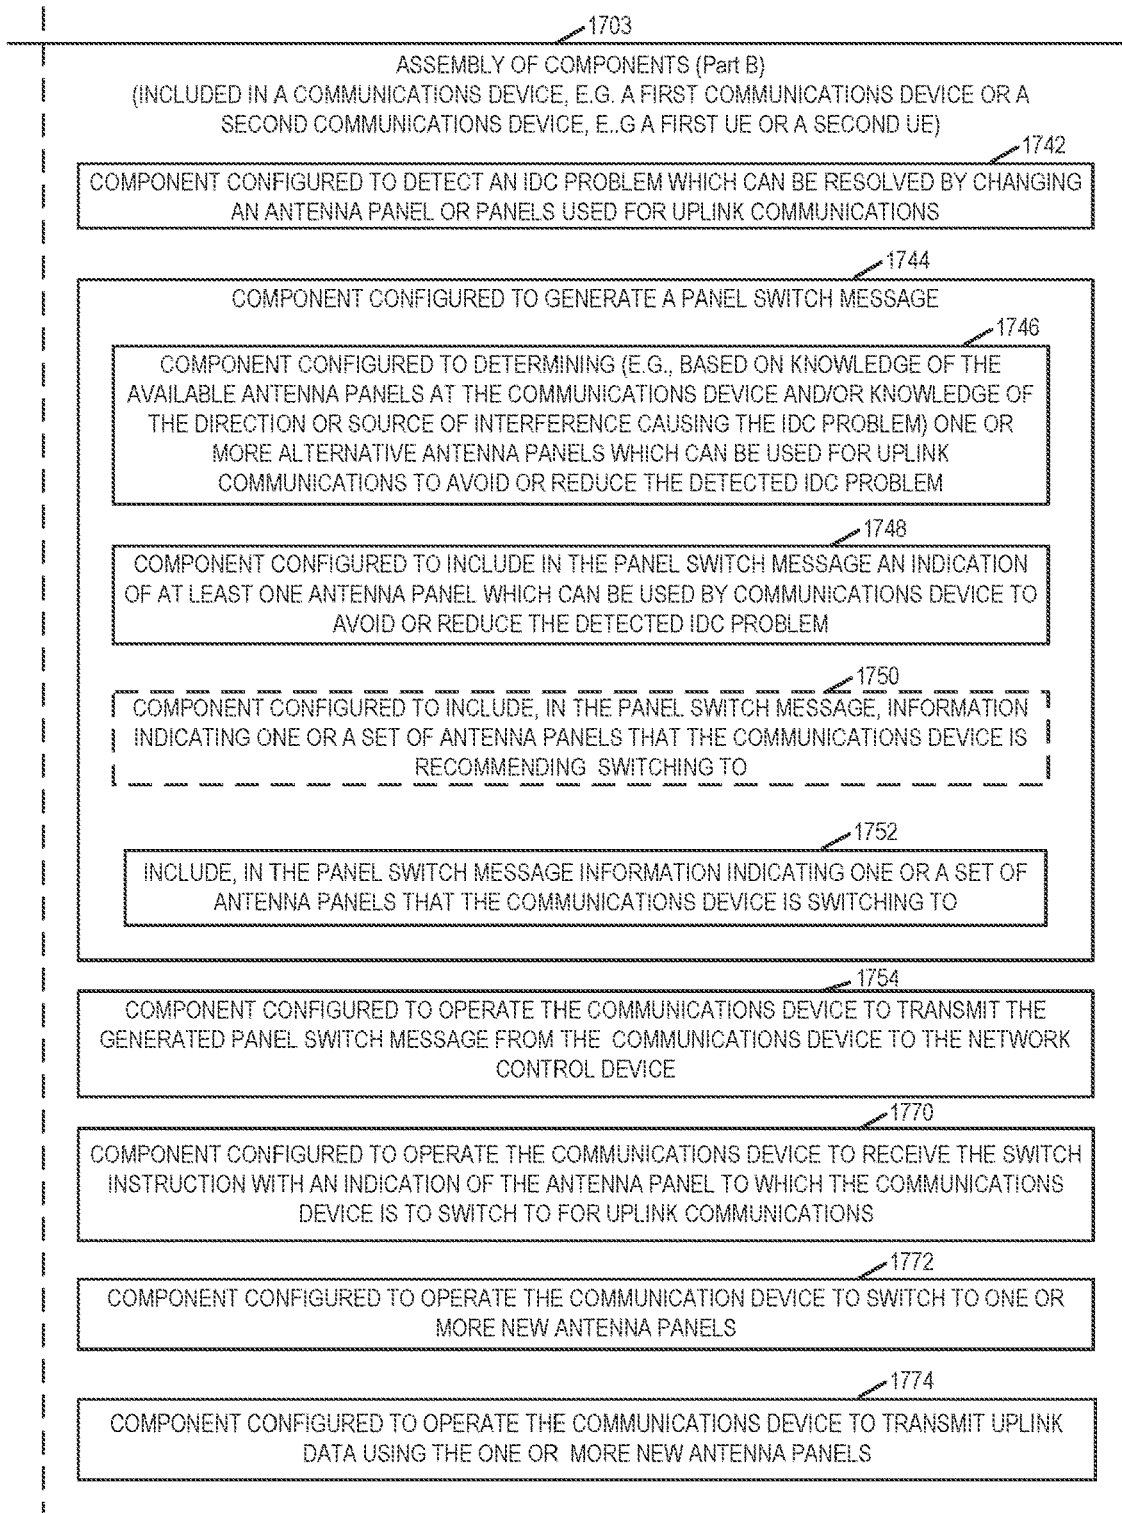 1703
ASSEMBLY OF COMPONENTS (Part B)
(INCLUDED IN A COMMUNICATIONS DEVICE, E.G. A FIRST COMMUNICATIONS DEVICE OR A
SECOND COMMUNICATIONS DEVICE, E..G A FIRST UE OR A SECOND UE)
1742
COMPONENT CONFIGURED TO DETECT AN IDC PROBLEM WHICH CAN BE RESOLVED BY CHANGING
AN ANTENNA PANEL OR PANELS USED FOR UPLINK COMMUNICATIONS
1744
COMPONENT CONFIGURED TO GENERATE A PANEL SWITCH MESSAGE
1746
COMPONENT CONFIGURED TO DETERMINING (E.G., BASED ON KNOWLEDGE OF THE
AVAILABLE ANTENNA PANELS AT THE COMMUNICATIONS DEVICE AND/OR KNOWLEDGE OF
THE DIRECTION OR SOURCE OF INTERFERENCE CAUSING THE IDC PROBLEM) ONE OR
MORE ALTERNATIVE ANTENNA PANELS WHICH CAN BE USED FOR UPLINK
COMMUNICATIONS TO AVOID OR REDUCE THE DETECTED IDC PROBLEM
1748
COMPONENT CONFIGURED TO INCLUDE IN THE PANEL SWITCH MESSAGE AN INDICATION
OF AT LEAST ONE ANTENNA PANEL WHICH CAN BE USED BY COMMUNICATIONS DEVICE TO
AVOID OR REDUCE THE DETECTED IDC PROBLEM
1750
COMPONENT CONFIGURED TO INCLUDE, IN THE PANEL SWITCH MESSAGE, INFORMATION
INDICATING ONE OR A SET OF ANTENNA PANELS THAT THE COMMUNICATIONS DEVICE IS
RECOMMENDING SWITCHING TO
1752
INCLUDE, IN THE PANEL SWITCH MESSAGE INFORMATION INDICATING ONE OR A SET OF
ANTENNA PANELS THAT THE COMMUNICATIONS DEVICE IS SWITCHING TO
1754
COMPONENT CONFIGURED TO OPERATE THE COMMUNICATIONS DEVICE TO TRANSMIT THE
GENERATED PANEL SWITCH MESSAGE FROM THE COMMUNICATIONS DEVICE TO THE NETWORK
CONTROL DEVICE
1770
COMPONENT CONFIGURED TO OPERATE THE COMMUNICATIONS DEVICE TO RECEIVE THE SWITCH
INSTRUCTION WITH AN INDICATION OF THE ANTENNA PANEL TO WHICH THE COMMUNICATIONS
DEVICE IS TO SWITCH TO FOR UPLINK COMMUNICATIONS
1772
COMPONENT CONFIGURED TO OPERATE THE COMMUNICATION DEVICE TO SWITCH TO ONE OR
MORE NEW ANTENNA PANELS
1774
COMPONENT CONFIGURED TO OPERATE THE COMMUNICATIONS DEVICE TO TRANSMIT UPLINK
DATA USING THE ONE OR MORE NEW ANTENNA PANELS